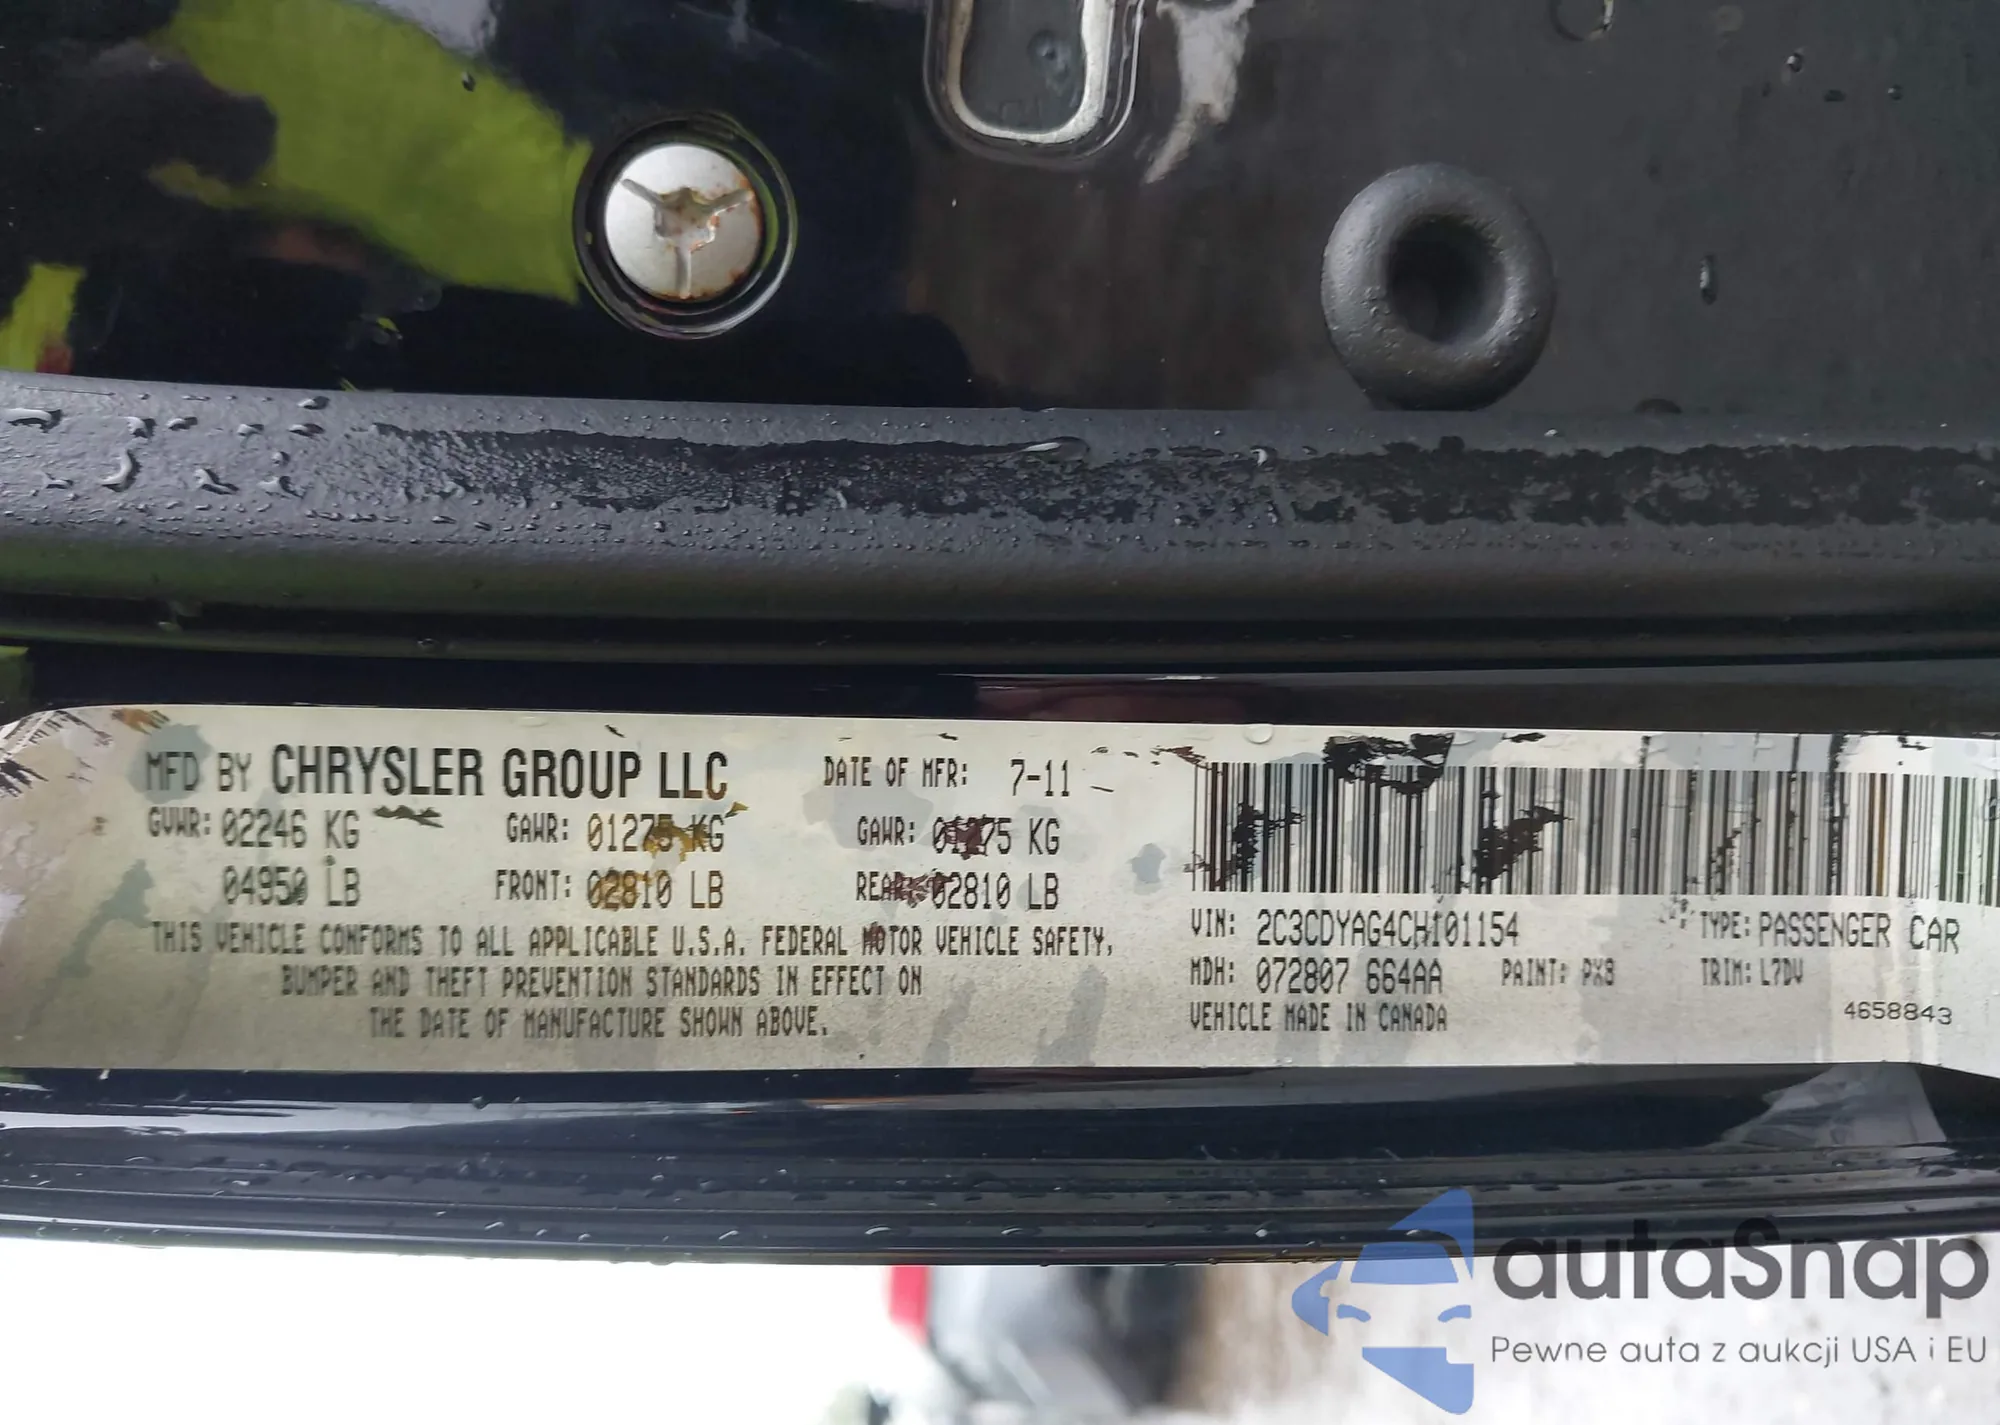 MFD BY CHRYSLER GROUP LLC DATE OF MFR: 7-11
GVWR: 02246 KG GAWR: 01275 KG GAWR: 01275 KG
04950 LB FRONT: 02810 LB REAR: 02810 LB
THIS VEHICLE CONFORMS TO ALL APPLICABLE U.S.A. FEDERAL MOTOR VEHICLE SAFETY,
BUMPER AND THEFT PREVENTION STANDARDS IN EFFECT ON
THE DATE OF MANUFACTURE SHOWN ABOVE.
VIN: 2C3CDYAG4CH101154 TYPE: PASSENGER CAR
MDH: 072807 664AA PAINT: PX8 TRIM: L7DV
VEHICLE MADE IN CANADA
4658843
autaSnap
Pewne auta z aukcji USA i EU